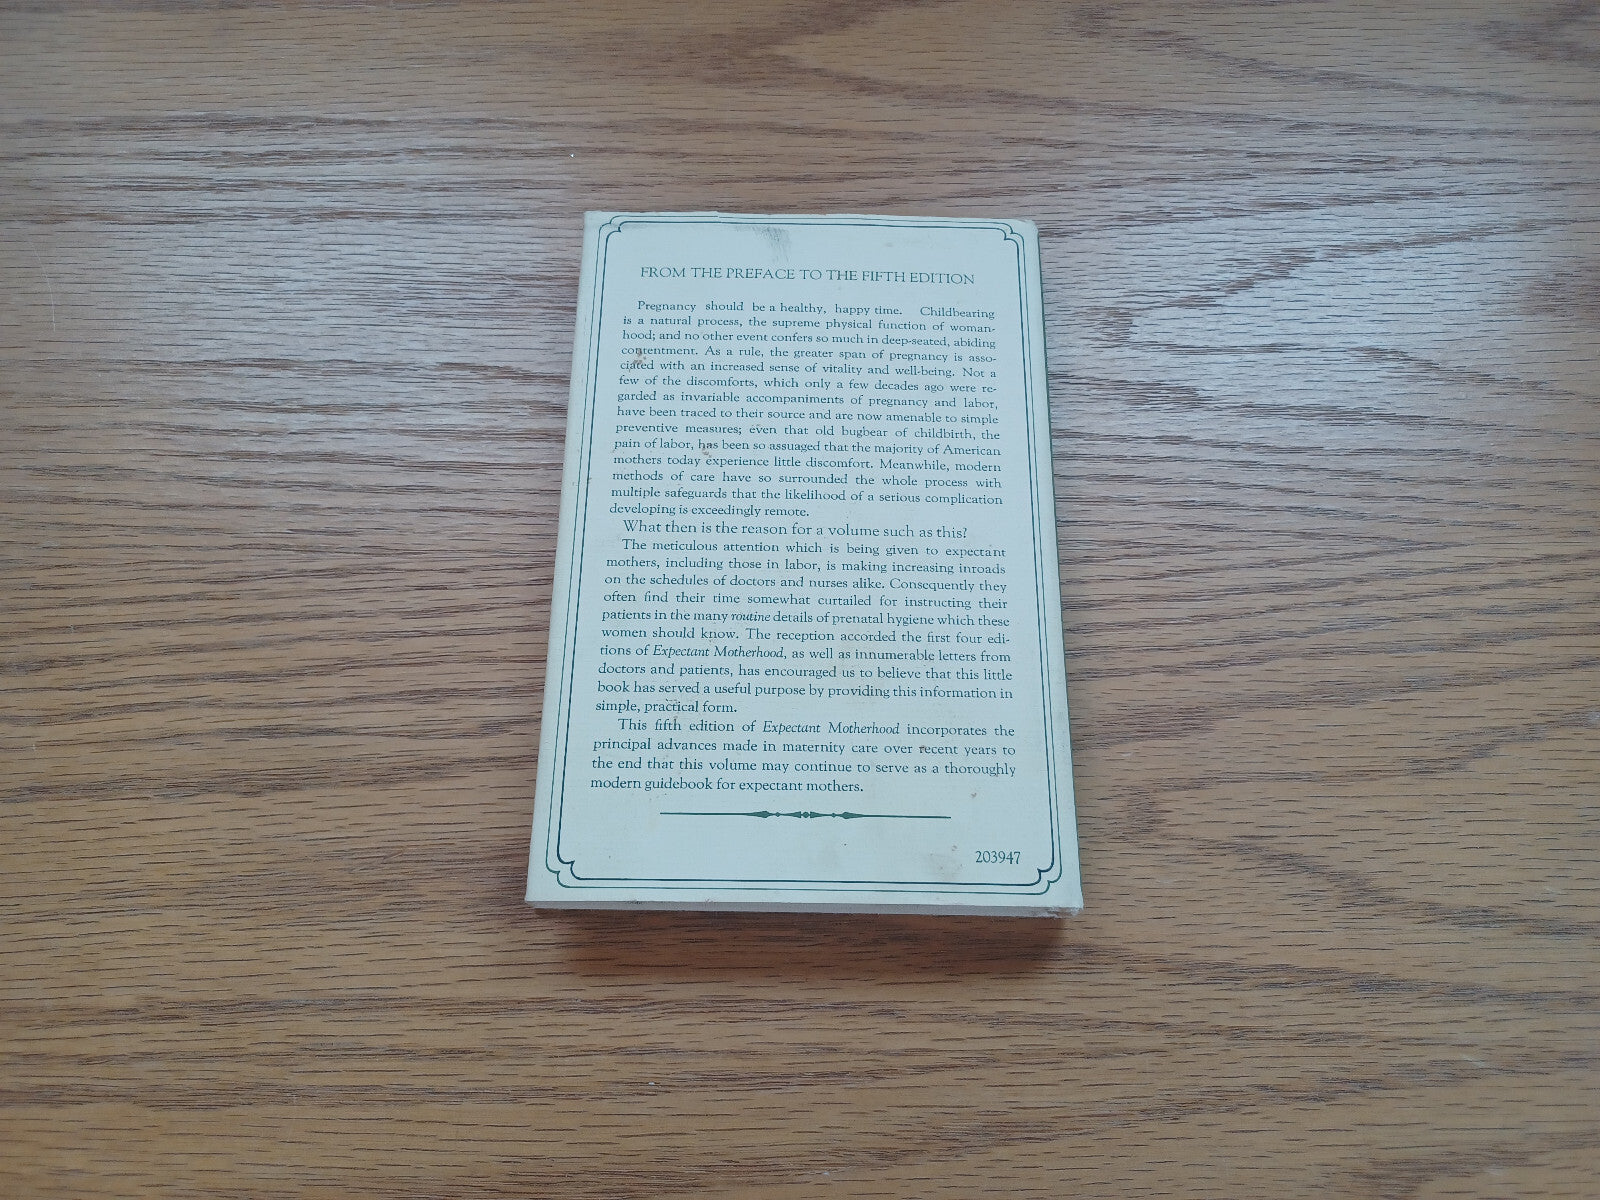 FROM THE PREFACE TO THE FIFTH EDITION
Pregnancy should be a healthy, happy time. Childbearing
is a natural process, the supreme physical function of woman-
hood; and no other event confers so much in deep-seated, abiding
contentment. As a rule, the greater span of pregnancy is asso-
ciated with an increased sense of vitality and well-being. Not a
few of the discomforts, which only a few decades ago were re-
garded as invariable accompaniments of pregnancy and labor,
have been traced to their source and are now amenable to simple
preventive measures; even that old bugbear of childbirth, the
pain of labor, has been so assuaged that the majority of American
mothers today experience little discomfort. Meanwhile, modern
methods of care have so surrounded the whole process with
multiple safeguards that the likelihood of a serious complication
developing is exceedingly remote.
What then is the reason for a volume such as this?
The meticulous attention which is being given to expectant
mothers, including those in labor, is making increasing inroads
on the schedules of doctors and nurses alike. Consequently they
often find their time somewhat curtailed for instructing their
patients in the many routine details of prenatal hygiene which these
women should know. The reception accorded the first four edi-
tions of Expectant Motherhood, as well as innumerable letters from
doctors and patients, has encouraged us to believe that this little
book has served a useful purpose by providing this information in
simple, practical form.
This fifth edition of Expectant Motherhood incorporates the
principal advances made in maternity care over recent years to
the end that this volume may continue to serve as a thoroughly
modern guidebook for expectant mothers.
203947